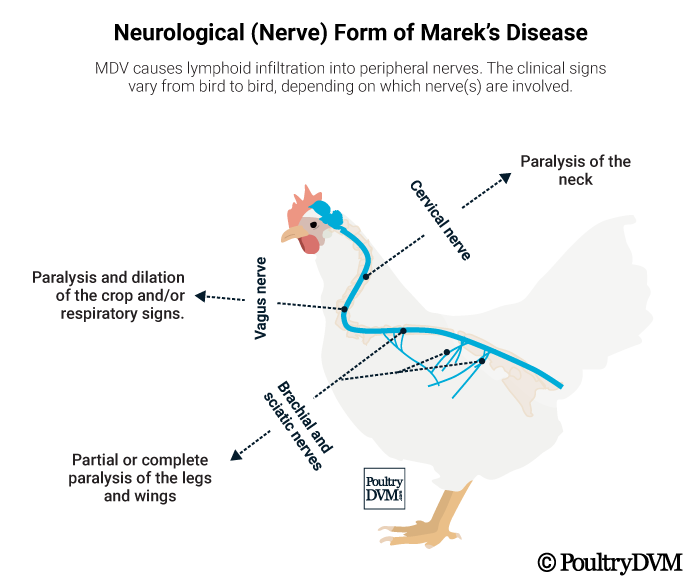 Neurological (Nerve) Form of Marek's Disease
MDV causes lymphoid infiltration into peripheral nerves. The clinical signs
vary from bird to bird, depending on which nerve(s) are involved.
Paralysis of the
neck
Cervical nerve
Vagus nerve
Paralysis and dilation
of the crop and/or
respiratory signs.
Brachial and
sciatic nerves
Partial or complete
paralysis of the legs
and wings
Poultry
DVM.com
© PoultryDVM